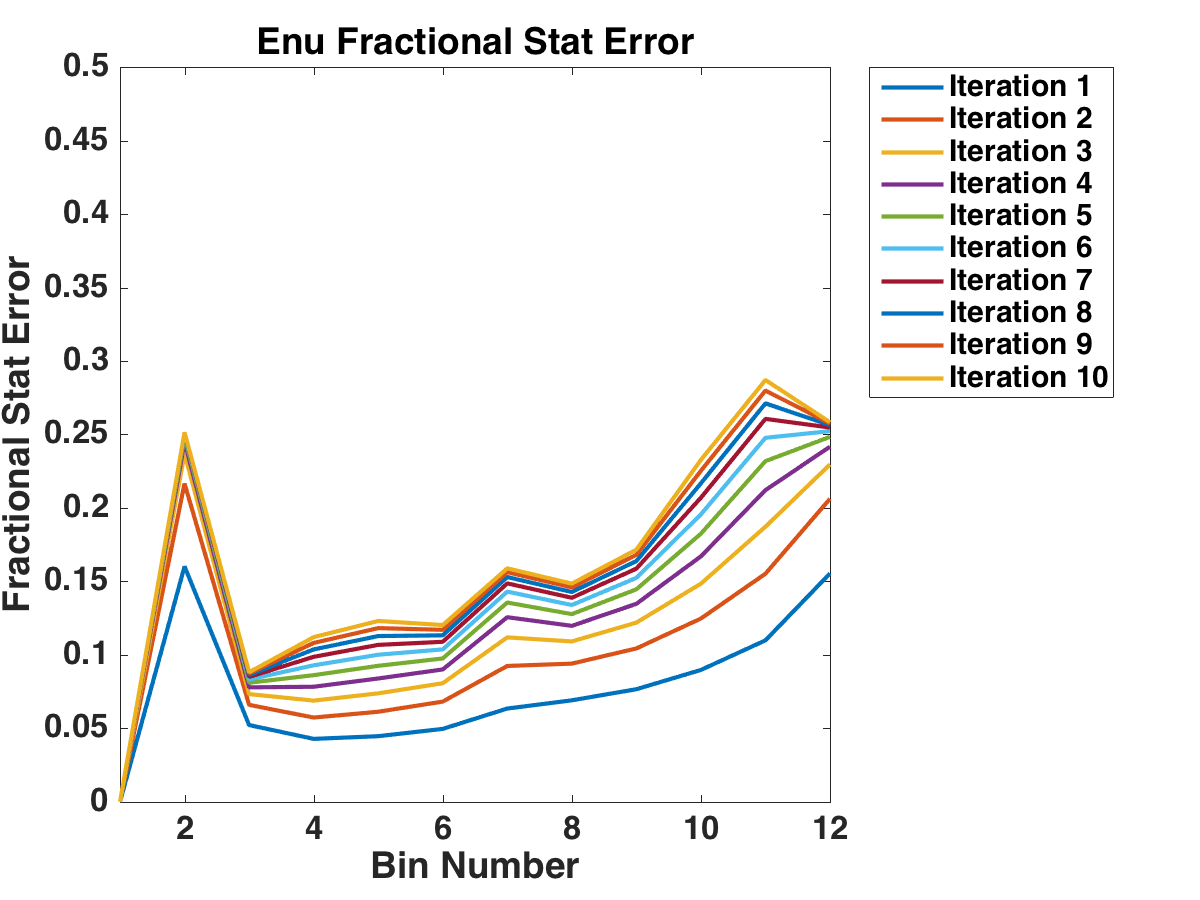 Enu Fractional Stat Error
0.5
0.45
0.4
0.35
0.3
0.25
0.2
0.15
0.1
0.05
0
Fractional Stat Error
2 4 6 8 10 12
Bin Number
Iteration 1
Iteration 2
Iteration 3
Iteration 4
Iteration 5
Iteration 6
Iteration 7
Iteration 8
Iteration 9
Iteration 10